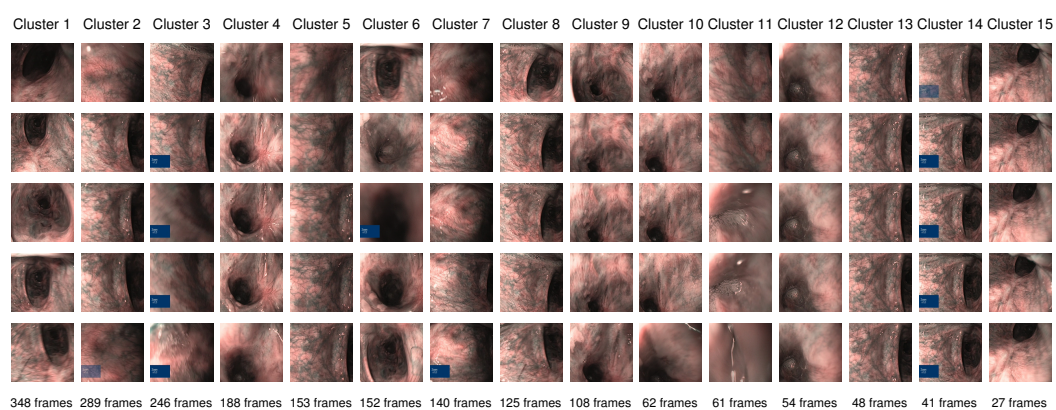 Cluster 1 Cluster 2 Cluster 3 Cluster 4 Cluster 5 Cluster 6 Cluster 7 Cluster 8 Cluster 9 Cluster 10 Cluster 11 Cluster 12 Cluster 13 Cluster 14 Cluster 15
348 frames 289 frames 246 frames 188 frames 153 frames 152 frames 140 frames 125 frames 108 frames 62 frames 61 frames 54 frames 48 frames 41 frames 27 frames